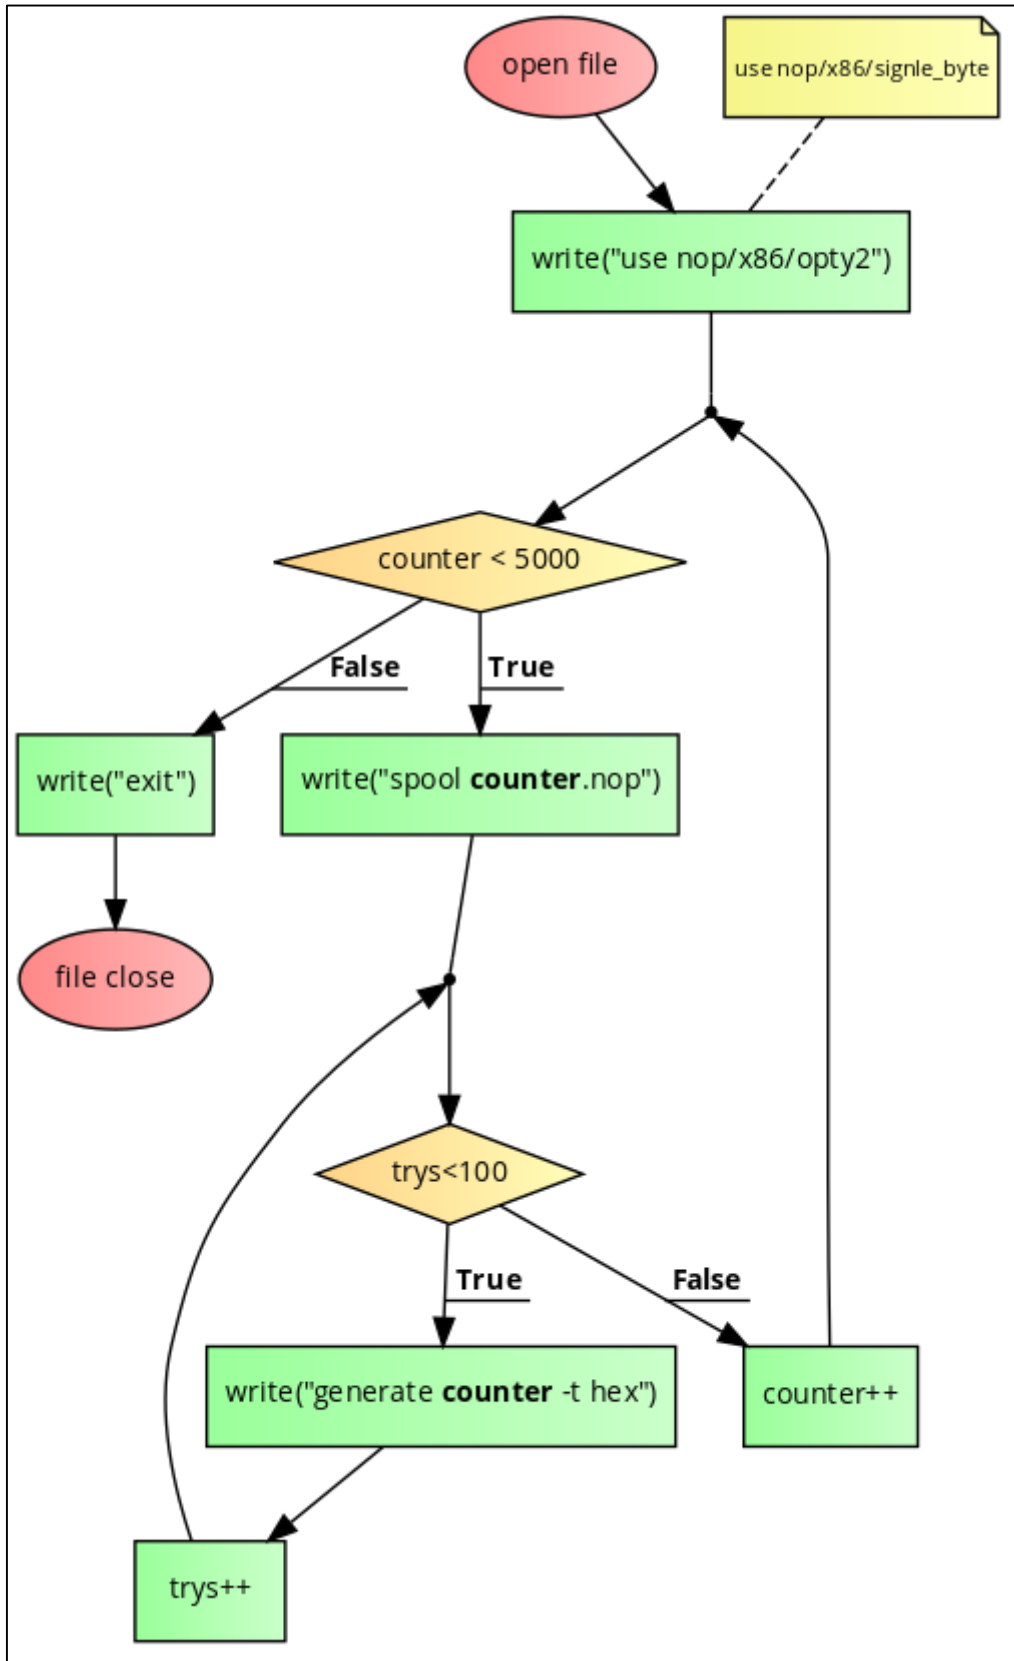 open file
use nop/x86/signle_byte
write("use nop/x86/opty2")
counter < 5000
False
True
write("exit")
write("spool counter.nop")
file close
trys<100
True
False
write("generate counter -t hex")
counter++
trys++